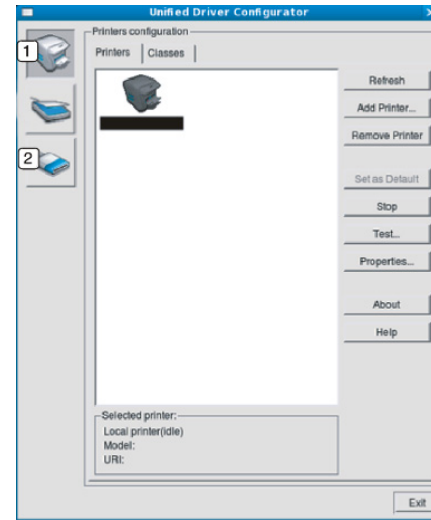 Unified Driver Configurator
1
2
Printers configuration
Printers
Classes
Refresh
Add Printer...
Remove Printer
Set as Default
Stop
Test...
Properties...
About
Help
Selected printer:
Local printer(idle)
Model:
URI:
Exit